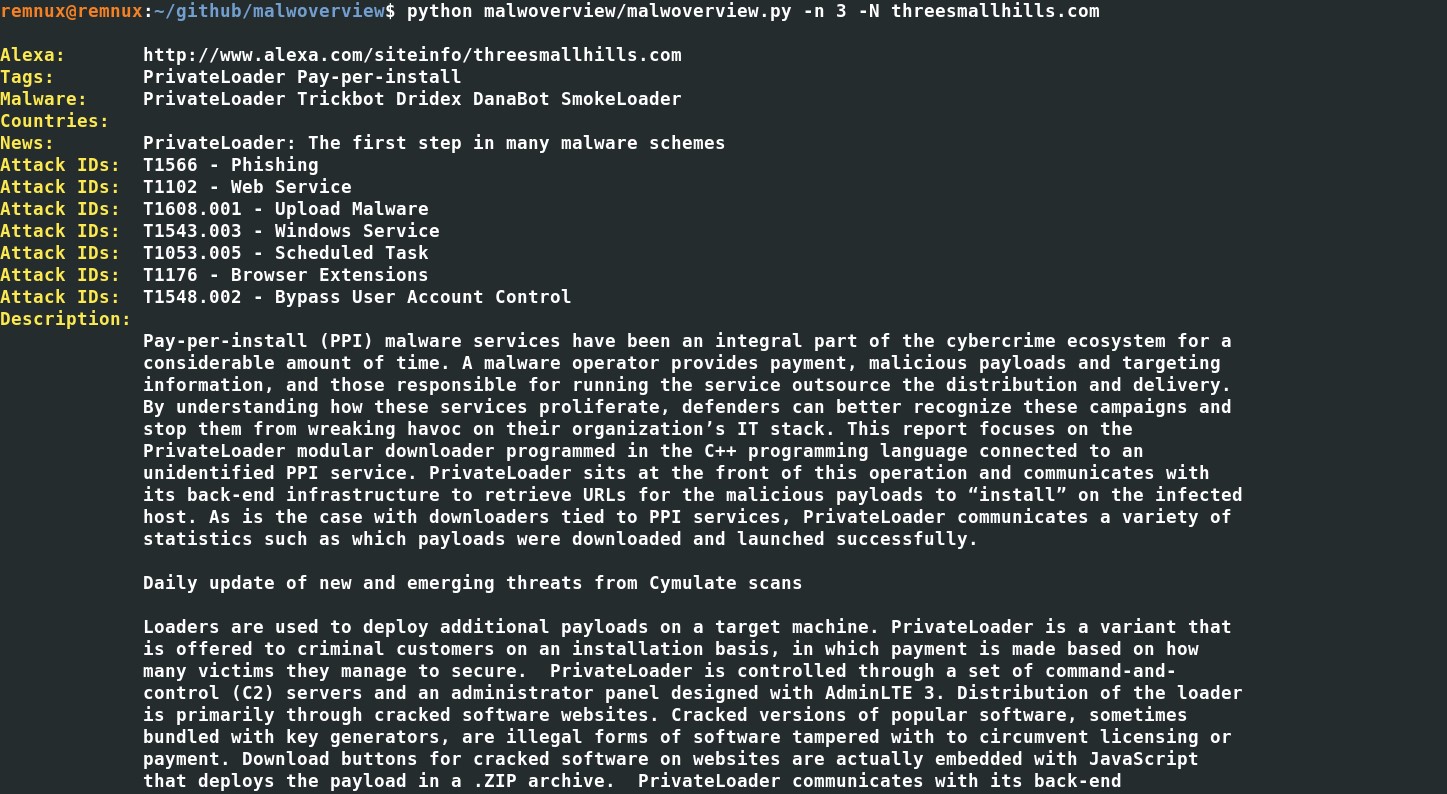 remnux@remnux:~/github/malwoverview$ python malwoverview/malwoverview.py -n 3 -N threesmallhills.com
Alexa: http://www.alexa.com/siteinfo/threesmallhills.com
Tags: PrivateLoader Pay-per-install
Malware: PrivateLoader Trickbot Dridex DanaBot SmokeLoader
Countries:
News: PrivateLoader: The first step in many malware schemes
Attack IDs: T1566 - Phishing
Attack IDs: T1102 - Web Service
Attack IDs: T1608.001 - Upload Malware
Attack IDs: T1543.003 - Windows Service
Attack IDs: T1053.005 - Scheduled Task
Attack IDs: T1176 - Browser Extensions
Attack IDs: T1548.002 - Bypass User Account Control
Description:
Pay-per-install (PPI) malware services have been an integral part of the cybercrime ecosystem for a
considerable amount of time. A malware operator provides payment, malicious payloads and targeting
information, and those responsible for running the service outsource the distribution and delivery.
By understanding how these services proliferate, defenders can better recognize these campaigns and
stop them from wreaking havoc on their organization’s IT stack. This report focuses on the
PrivateLoader modular downloader programmed in the C++ programming language connected to an
unidentified PPI service. PrivateLoader sits at the front of this operation and communicates with
its back-end infrastructure to retrieve URLs for the malicious payloads to “install” on the infected
host. As is the case with downloaders tied to PPI services, PrivateLoader communicates a variety of
statistics such as which payloads were downloaded and launched successfully.
Daily update of new and emerging threats from Cymulate scans
Loaders are used to deploy additional payloads on a target machine. PrivateLoader is a variant that
is offered to criminal customers on an installation basis, in which payment is made based on how
many victims they manage to secure.  PrivateLoader is controlled through a set of command-and-
control (C2) servers and an administrator panel designed with AdminLTE 3. Distribution of the loader
is primarily through cracked software websites. Cracked versions of popular software, sometimes
bundled with key generators, are illegal forms of software tampered with to circumvent licensing or
payment. Download buttons for cracked software on websites are actually embedded with JavaScript
that deploys the payload in a .ZIP archive.  PrivateLoader communicates with its back-end